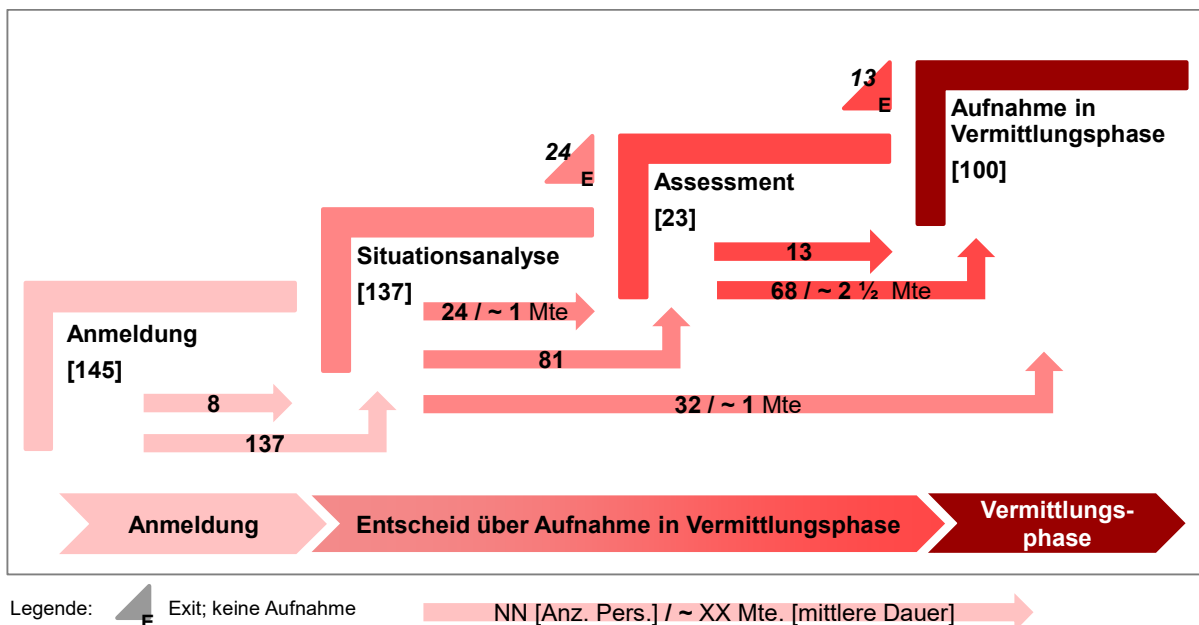 13
E
Aufnahme in
Vermittlungsphase
[100]
24
E
Assessment
[23]
13
68 / ~ 2 ½ Mte
Situationsanalyse
[137]
24 / ~ 1 Mte
81
32 / ~ 1 Mte
Anmeldung
[145]
8
137
Anmeldung
Entscheid über Aufnahme in Vermittlungsphase
Vermittlungs-
phase
Legende:
E
Exit; keine Aufnahme
NN [Anz. Pers.] / ~ XX Mte. [mittlere Dauer]